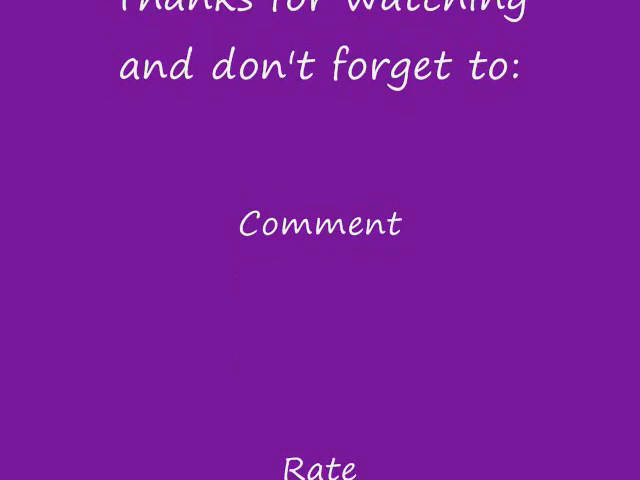 Thanks for watching
and don't forget to:
Comment
Rate